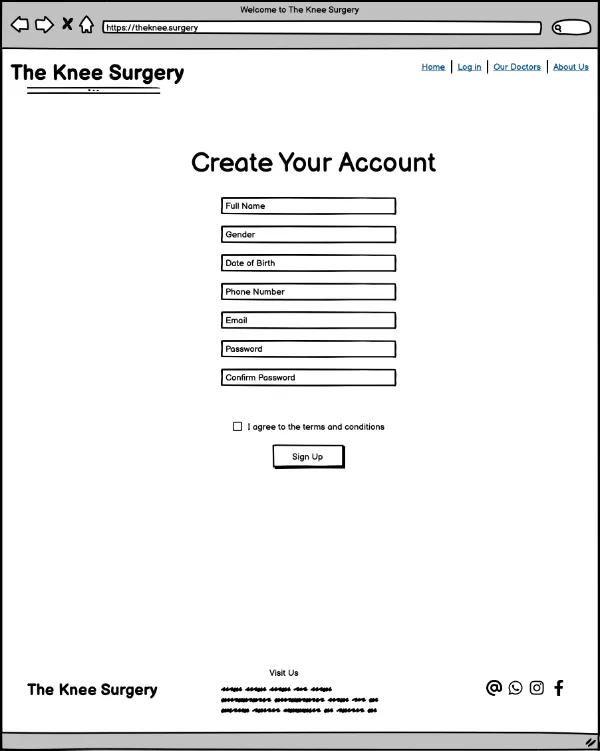 Welcome to The Knee Surgery
https://theknee.surgery
The Knee Surgery
Home
Log in
Our Doctors
About Us
Create Your Account
Full Name
Gender
Date of Birth
Phone Number
Email
Password
Confirm Password
I agree to the terms and conditions
Sign Up
Visit Us
The Knee Surgery